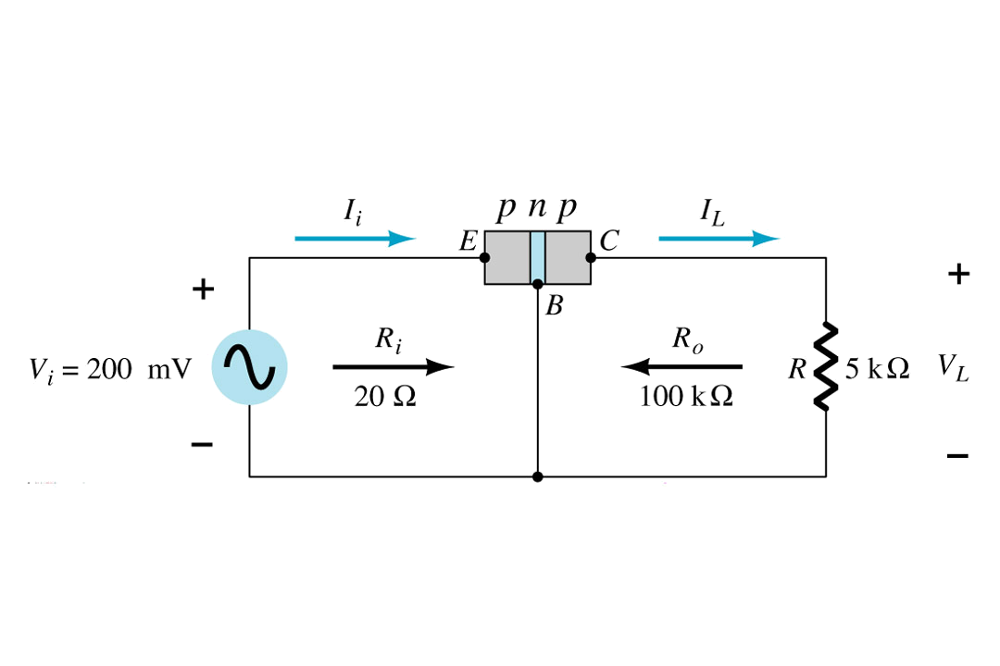 I_i
p n p
I_L
E
C
+
+
B
R_i
R_o
V_i = 200 mV
R
5 kΩ
V_L
20 Ω
100 kΩ
−
−